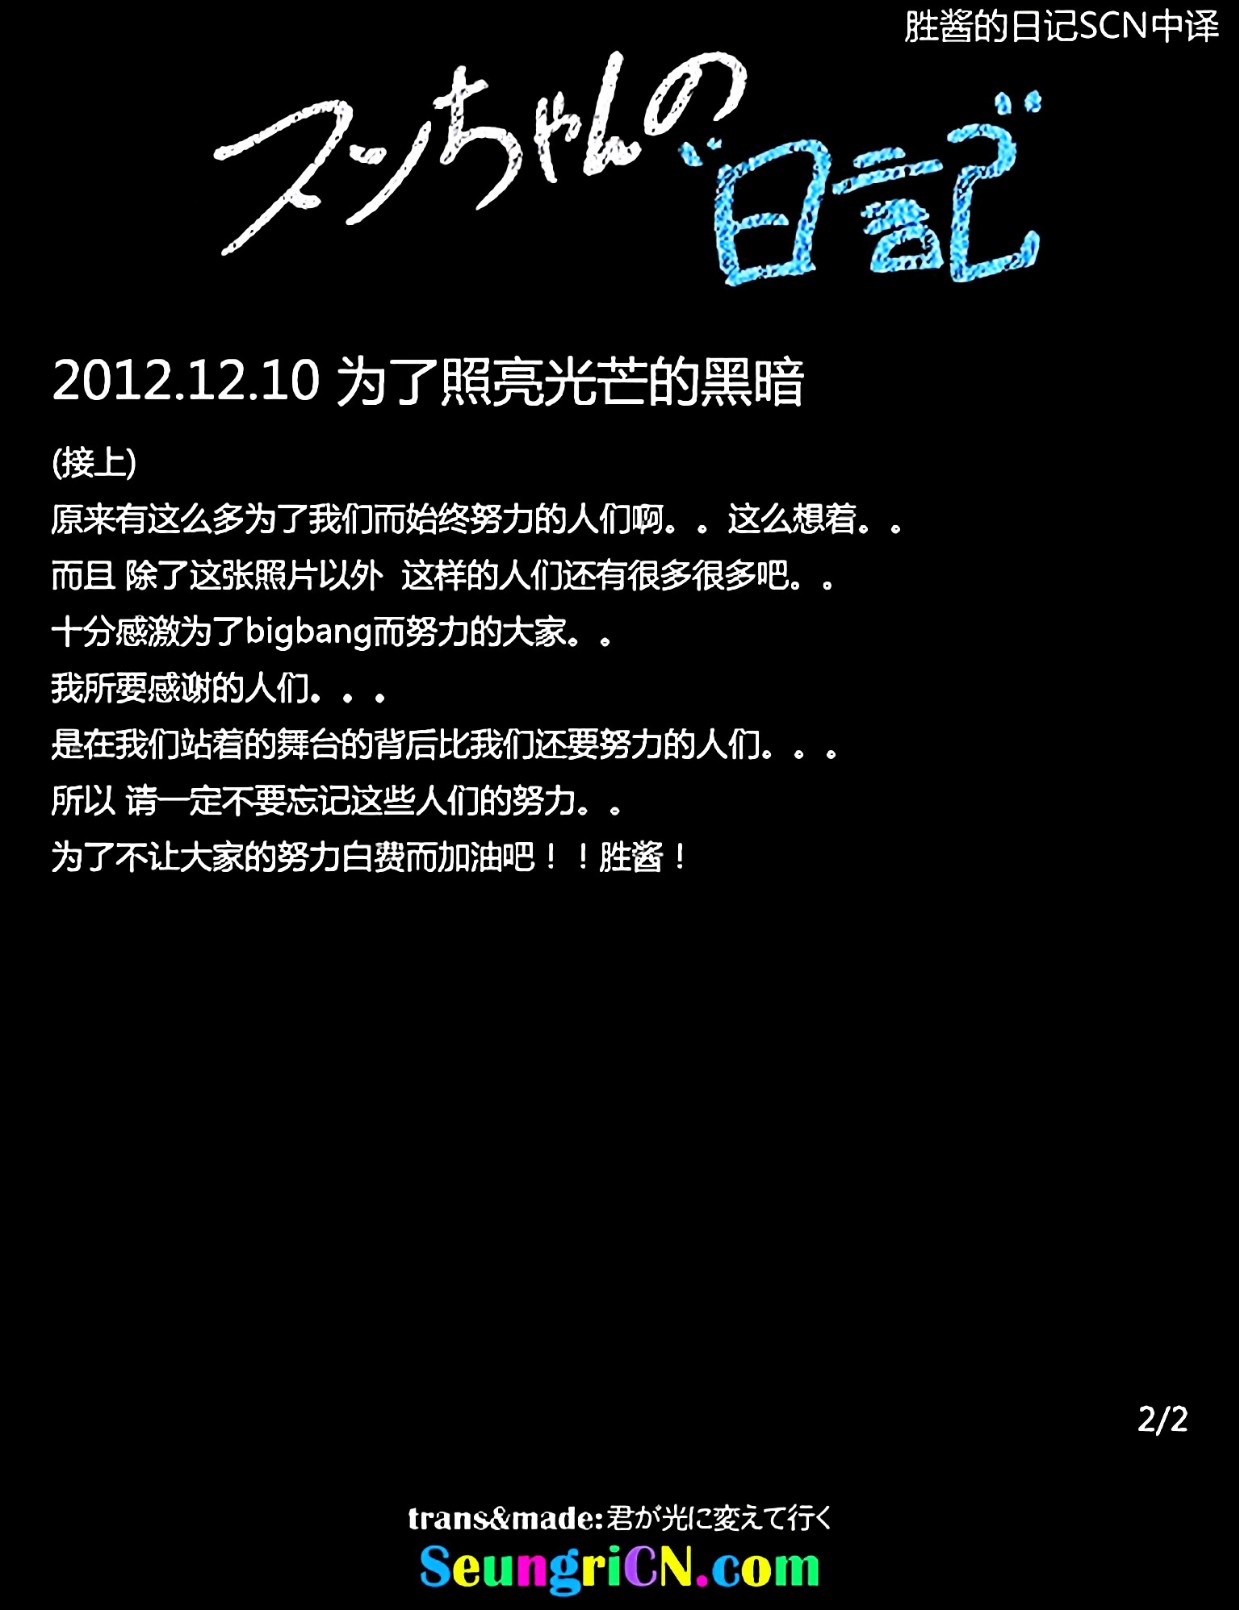 胜酱的日记SCN中译
スンちゃんの
日記
2012.12.10 为了照亮光芒的黑暗
(接上)
原来有这么多为了我们而始终努力的人们啊。。这么想着。。
而且 除了这张照片以外 这样的人们还有很多很多吧。。
十分感激为了bigbang而努力的大家。。
我所要感谢的人们。。。
是在我们站着的舞台的背后比我们还要努力的人们。。。
所以 请一定不要忘记这些人们的努力。。
为了不让大家的努力白费而加油吧！！胜酱！
2/2
trans&made:君が光に変えて行く
SeungriCN.com